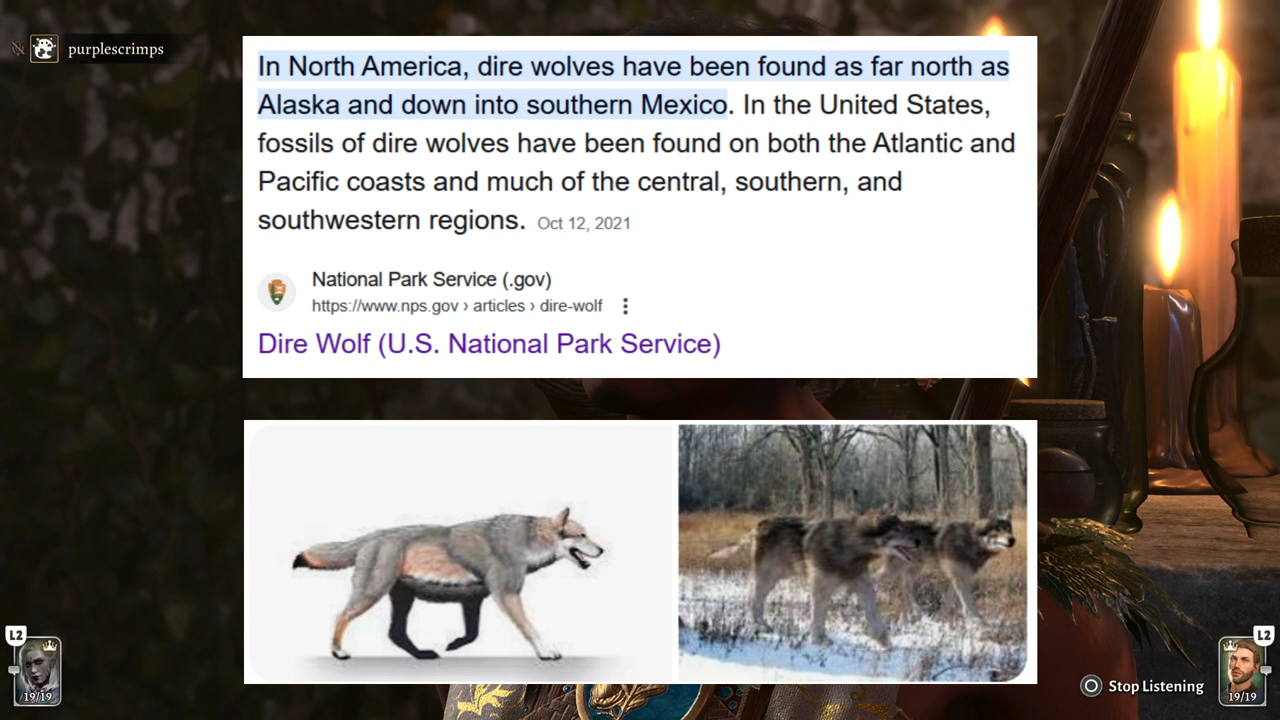 purplescrimps
In North America, dire wolves have been found as far north as
Alaska and down into southern Mexico. In the United States,
fossils of dire wolves have been found on both the Atlantic and
Pacific coasts and much of the central, southern, and
southwestern regions. Oct 12, 2021
National Park Service (.gov)
https://www.nps.gov › articles › dire-wolf
Dire Wolf (U.S. National Park Service)
L2
19/19
L2
19/19
Stop Listening